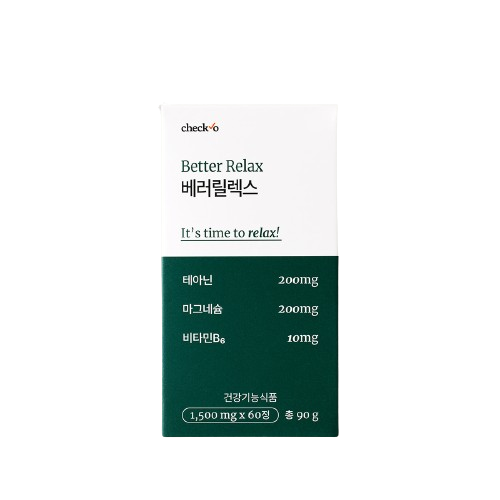 check✓o
Better Relax
베러릴렉스
It's time to relax!
테아닌 200mg
마그네슘 200mg
비타민B₆ 10mg
건강기능식품
1,500 mg x 60정 총 90 g